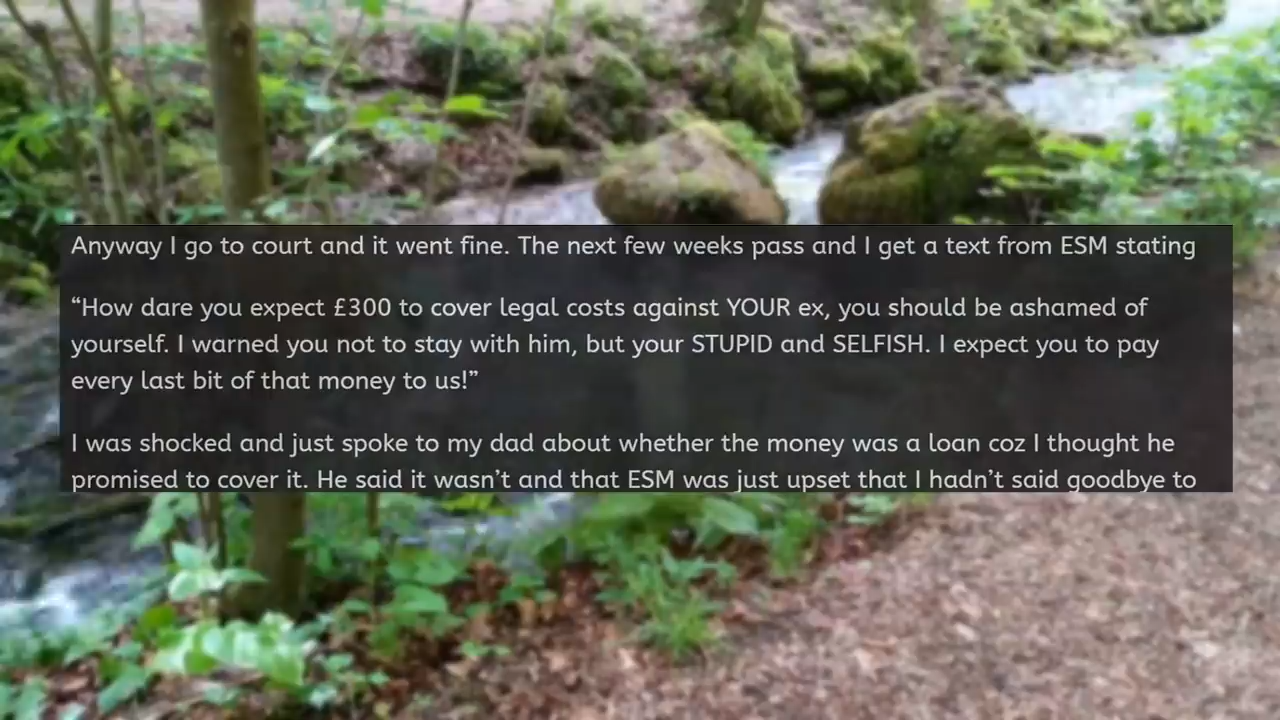 Anyway I go to court and it went fine. The next few weeks pass and I get a text from ESM stating
“How dare you expect £300 to cover legal costs against YOUR ex, you should be ashamed of
yourself. I warned you not to stay with him, but your STUPID and SELFISH. I expect you to pay
every last bit of that money to us!”
I was shocked and just spoke to my dad about whether the money was a loan coz I thought he
promised to cover it. He said it wasn’t and that ESM was just upset that I hadn’t said goodbye to